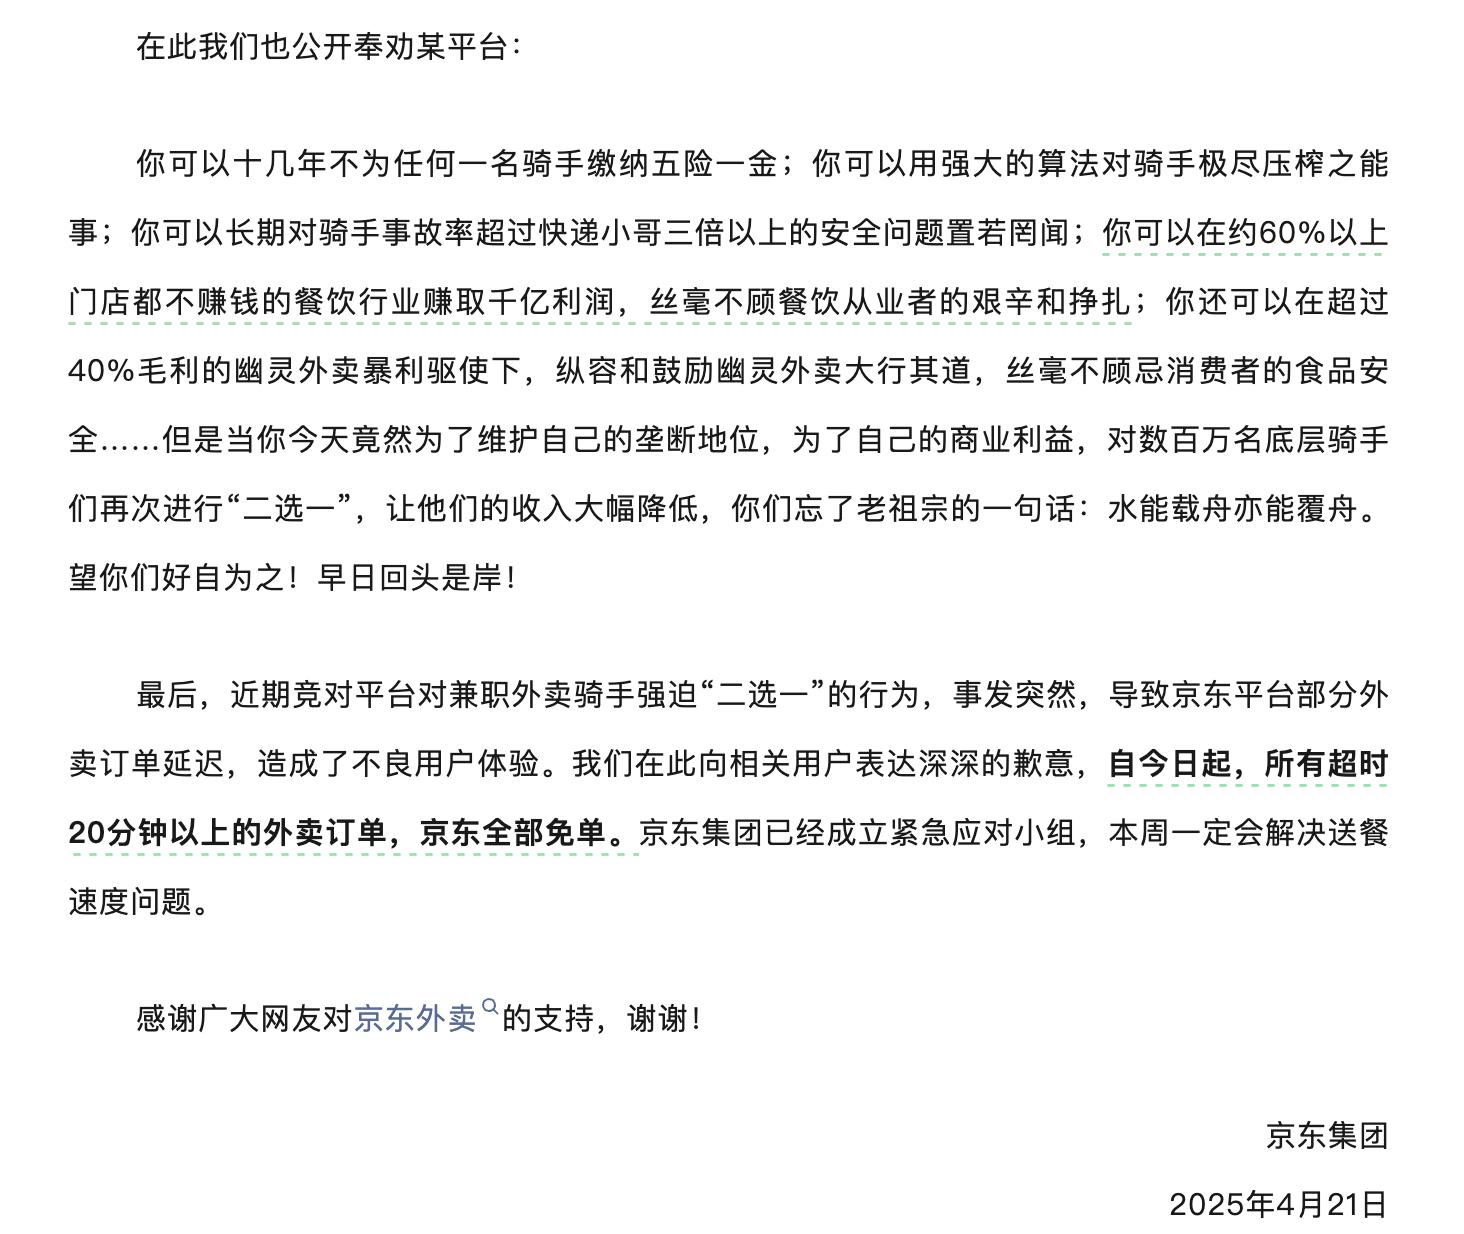 在此我们也公开奉劝某平台：
你可以十几年不为任何一名骑手缴纳五险一金；你可以用强大的算法对骑手极尽压榨之能
事；你可以长期对骑手事故率超过快递小哥三倍以上的安全问题置若罔闻；你可以在约60%以上
门店都不赚钱的餐饮行业赚取千亿利润，丝毫不顾餐饮从业者的艰辛和挣扎；你还可以在超过
40%毛利的幽灵外卖暴利驱使下，纵容和鼓励幽灵外卖大行其道，丝毫不顾忌消费者的食品安
全……但是当你今天竟然为了维护自己的垄断地位，为了自己的商业利益，对数百万名底层骑手
们再次进行“二选一”，让他们的收入大幅降低，你们忘了老祖宗的一句话：水能载舟亦能覆舟。
望你们好自为之！早日回头是岸！
最后，近期竞对平台对兼职外卖骑手强迫“二选一”的行为，事发突然，导致京东平台部分外
卖订单延迟，造成了不良用户体验。我们在此向相关用户表达深深的歉意，自今日起，所有超时
20分钟以上的外卖订单，京东全部免单。京东集团已经成立紧急应对小组，本周一定会解决送餐
速度问题。
感谢广大网友对京东外卖的支持，谢谢！
京东集团
2025年4月21日